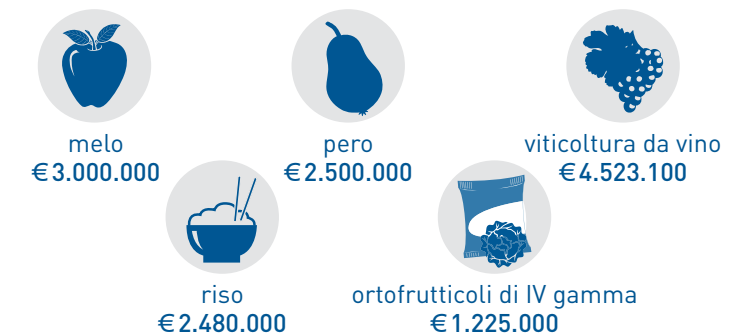 melo
€3.000.000
pero
€2.500.000
viticoltura da vino
€4.523.100
riso
€2.480.000
ortofrutticoli di IV gamma
€1.225.000